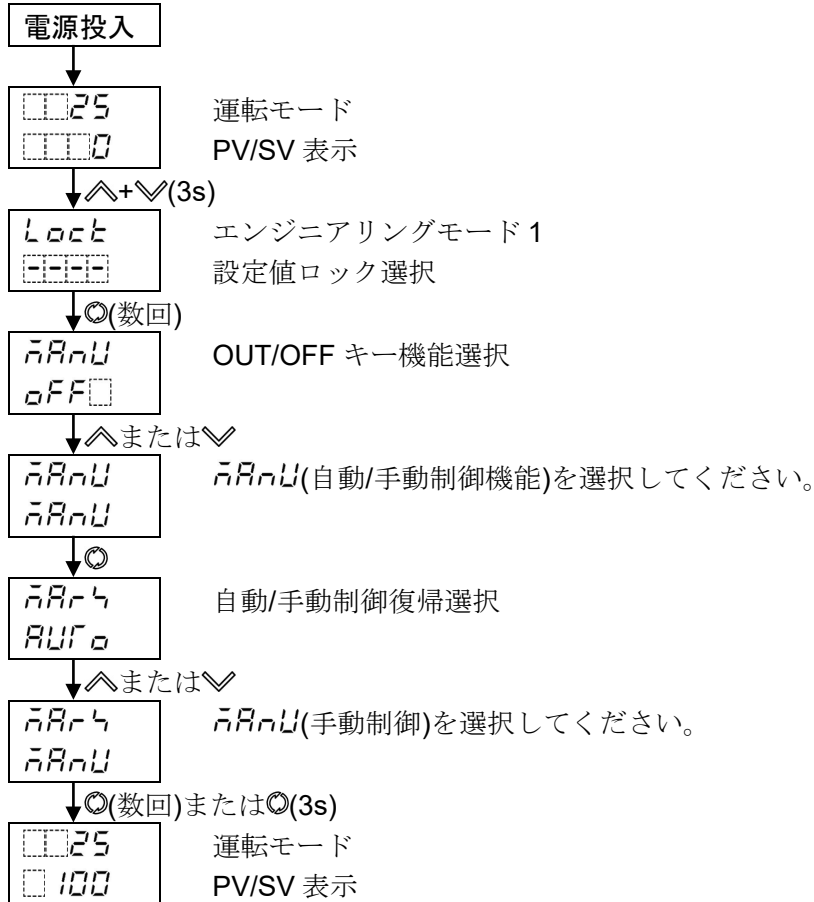 電源投入
25 運転モード
0 PV/SV 表示
+ (3s)
Lock エンジニアリングモード 1
---- 設定値ロック選択
(数回)
MANU OUT/OFF キー機能選択
oFF
または
MANU MANU(自動/手動制御機能)を選択してください。
MANU
MArS 自動/手動制御復帰選択
AUTo
または
MArS MANU(手動制御)を選択してください。
MANU
(数回)または (3s)
25 運転モード
100 PV/SV 表示